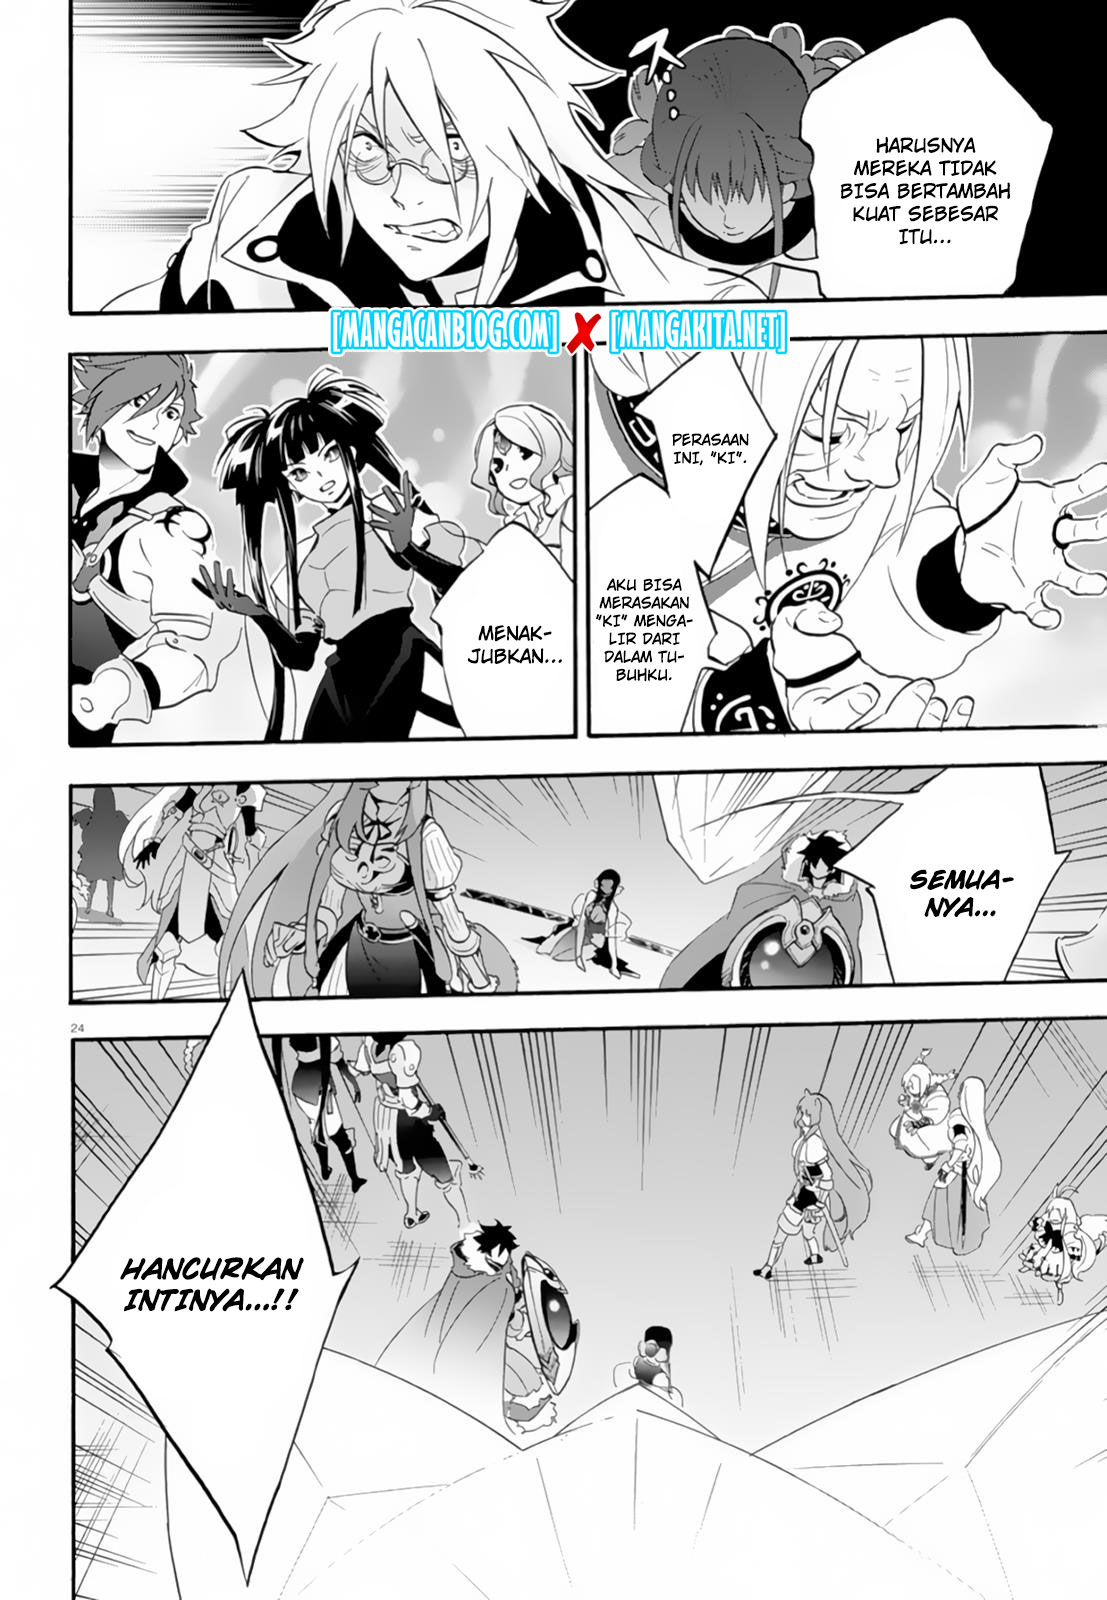 HARUSNYA
MEREKA TIDAK
BISA BERTAMBAH
KUAT SEBESAR
ITU...
[MANGACANBLOG.COM] X [MANGAKITA.NET]
PERASAAN
INI, "KI".
AKU BISA
MERASAKAN
"KI" MENGA-
LIR DARI
DALAM TU-
BUHKU.
MENAK-
JUBKAN...
SEMUA-
NYA...
24
HANCURKAN
INTINYA...!!